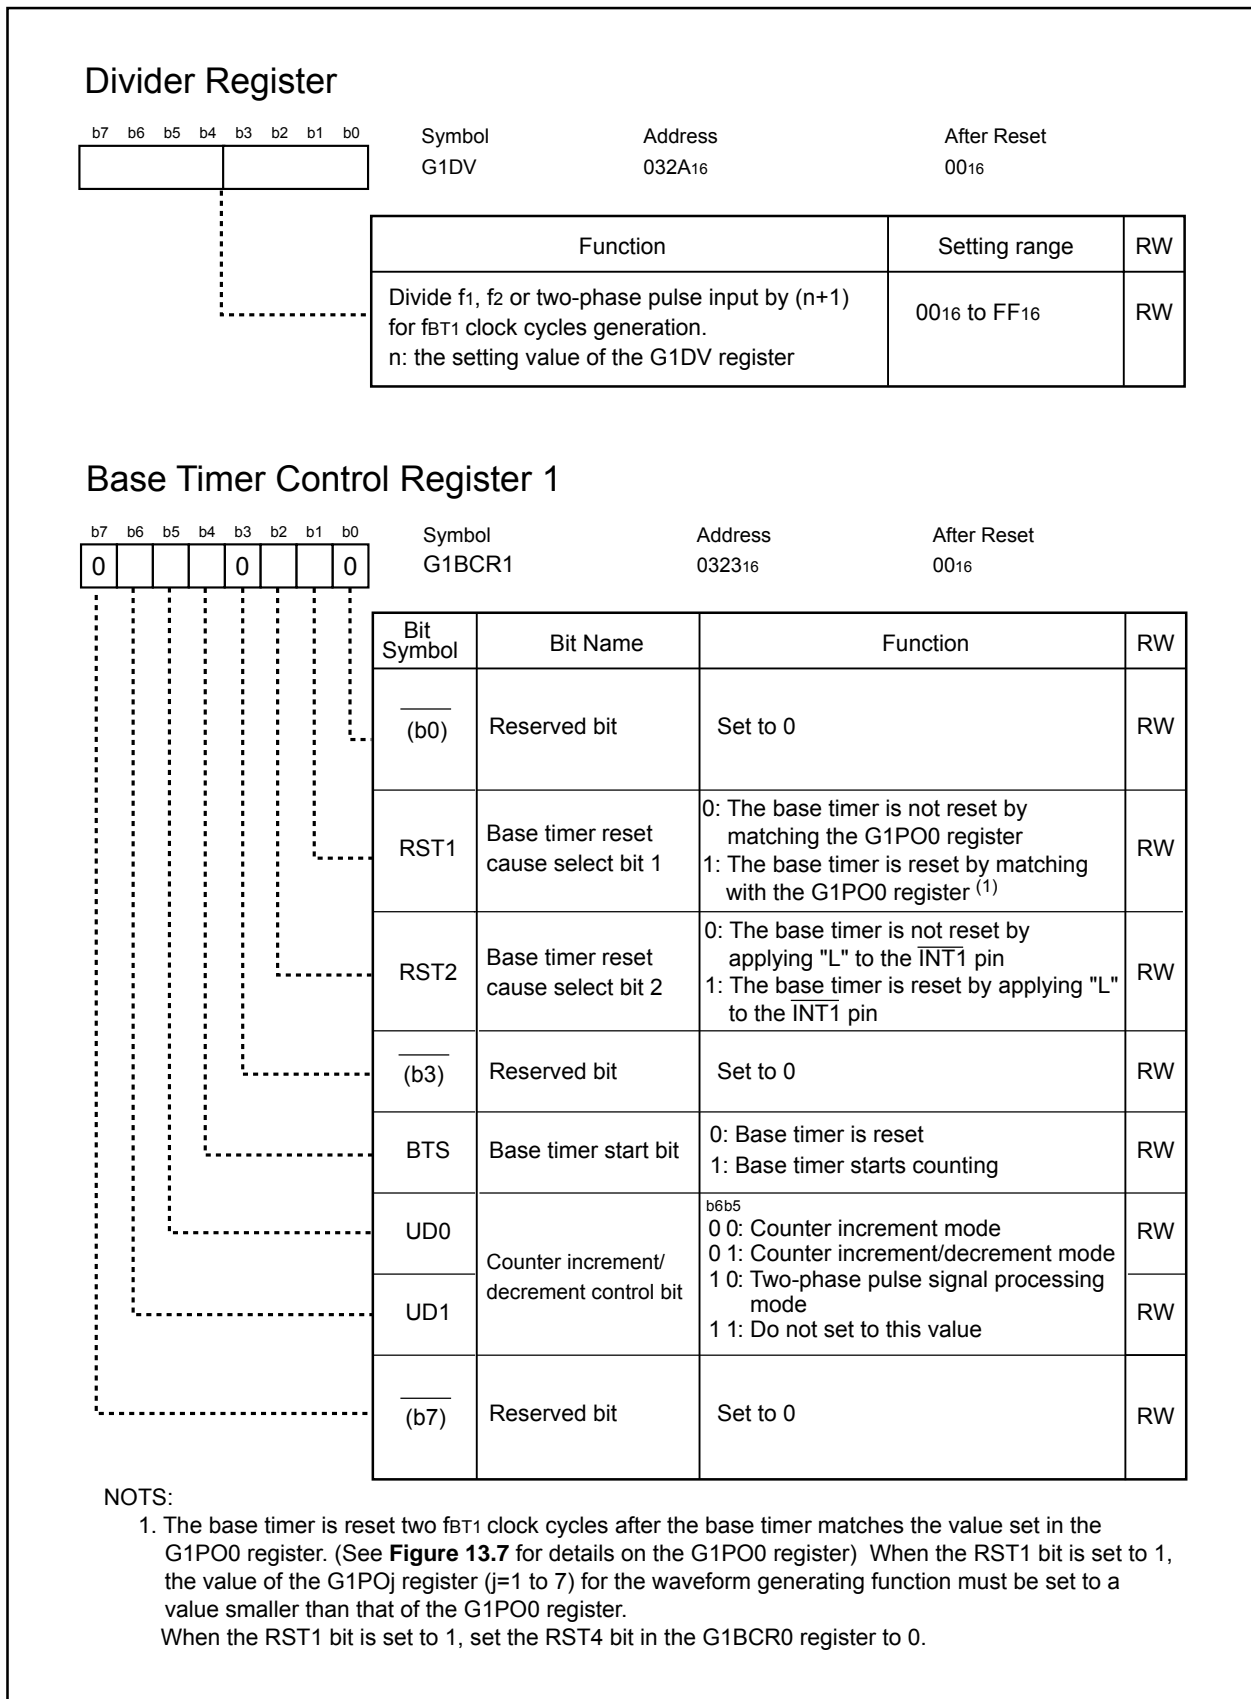 Divider Register
b7 b6 b5 b4 b3 b2 b1 b0
Symbol Address After Reset
G1DV 032A16 0016
Function Setting range RW
Divide f1, f2 or two-phase pulse input by (n+1)
for fBT1 clock cycles generation.
n: the setting value of the G1DV register
0016 to FF16 RW
Base Timer Control Register 1
b7 b6 b5 b4 b3 b2 b1 b0
0 0 0
Symbol Address After Reset
G1BCR1 032316 0016
Bit
Symbol
Bit Name Function RW
(b0) Reserved bit Set to 0 RW
RST1
Base timer reset
cause select bit 1
0: The base timer is not reset by
matching the G1PO0 register
1: The base timer is reset by matching
with the G1PO0 register (1)
RW
RST2
Base timer reset
cause select bit 2
0: The base timer is not reset by
applying "L" to the INT1 pin
1: The base timer is reset by applying "L"
to the INT1 pin
RW
(b3) Reserved bit Set to 0 RW
BTS Base timer start bit
0: Base timer is reset
1: Base timer starts counting
RW
UD0
UD1
Counter increment/
decrement control bit
b6b5
0 0: Counter increment mode
0 1: Counter increment/decrement mode
1 0: Two-phase pulse signal processing
mode
1 1: Do not set to this value
RW
RW
(b7) Reserved bit Set to 0 RW
NOTS:
1. The base timer is reset two fBT1 clock cycles after the base timer matches the value set in the
G1PO0 register. (See Figure 13.7 for details on the G1PO0 register) When the RST1 bit is set to 1,
the value of the G1POj register (j=1 to 7) for the waveform generating function must be set to a
value smaller than that of the G1PO0 register.
When the RST1 bit is set to 1, set the RST4 bit in the G1BCR0 register to 0.